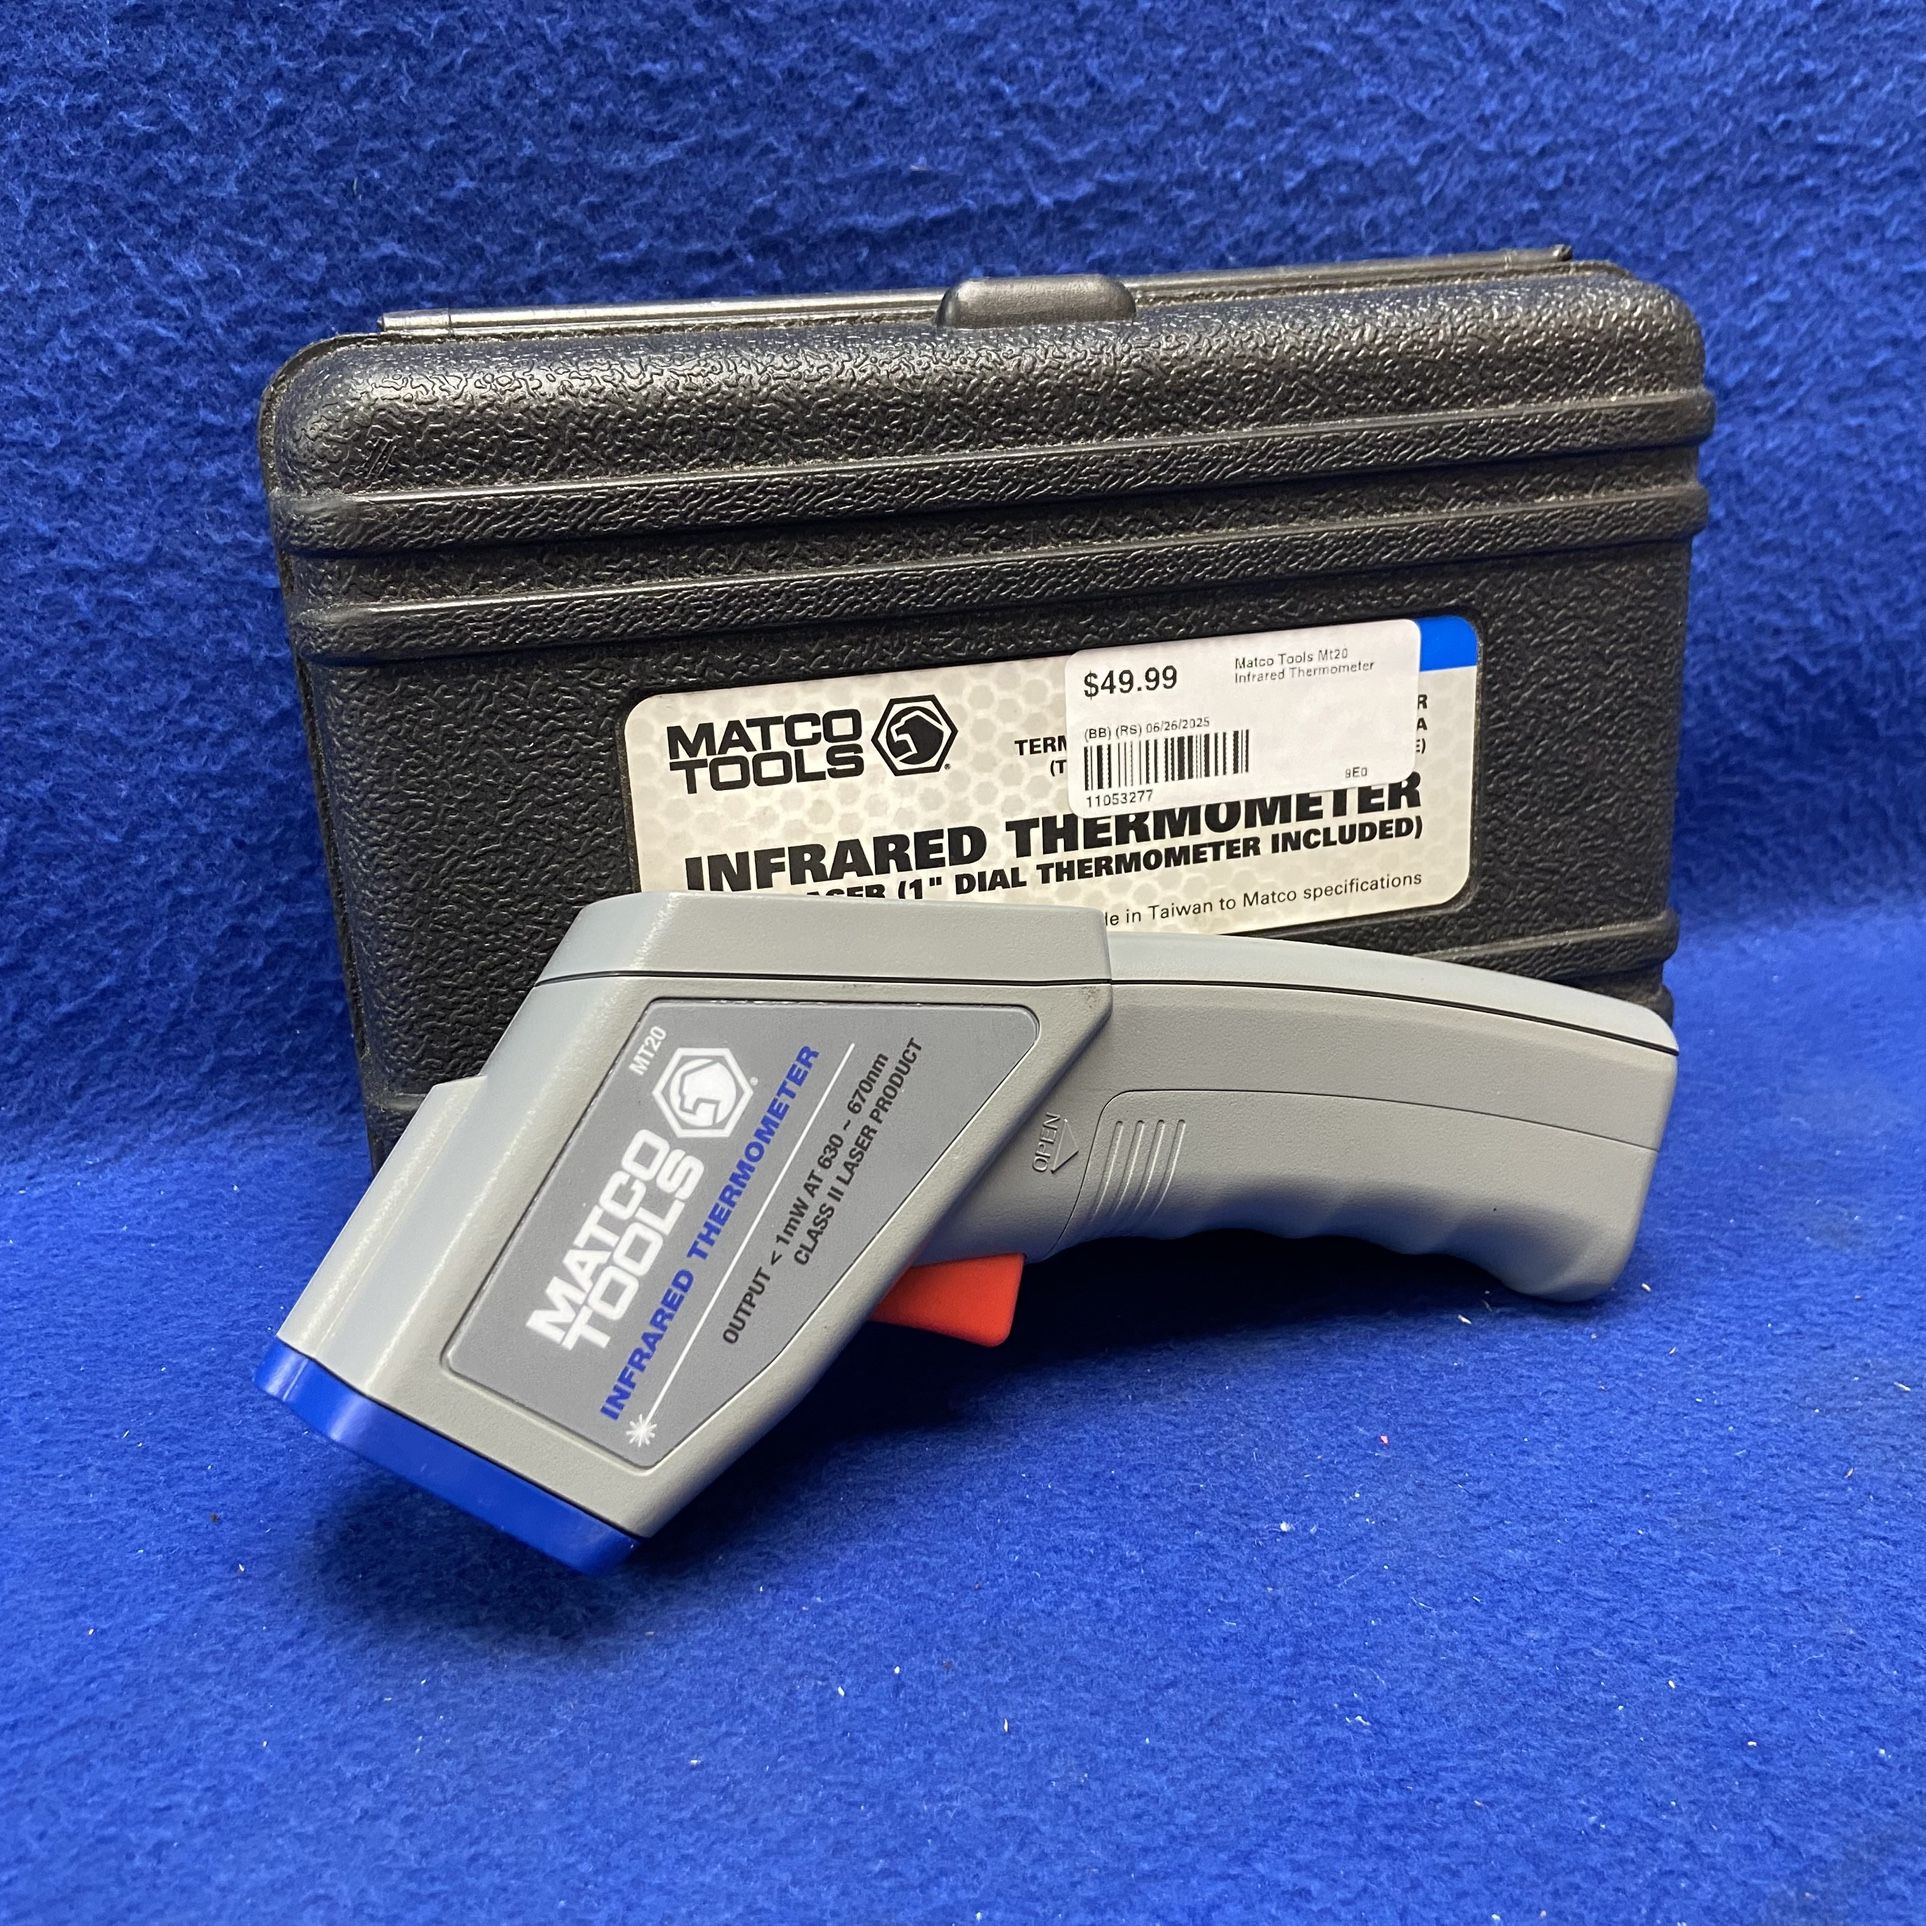 $49.99
Matco Tools Mt20
Infrared Thermometer
(BB) (RS) 06/26/2025
11053277
9E0
MATCO
TOOLS
INFRARED THERMOMETER
(1" DIAL THERMOMETER INCLUDED)
in Taiwan to Matco specifications
MT20
MATCO
TOOLS
INFRARED THERMOMETER
OUTPUT < 1mW AT 630 ~ 670nm
CLASS II LASER PRODUCT
OPEN